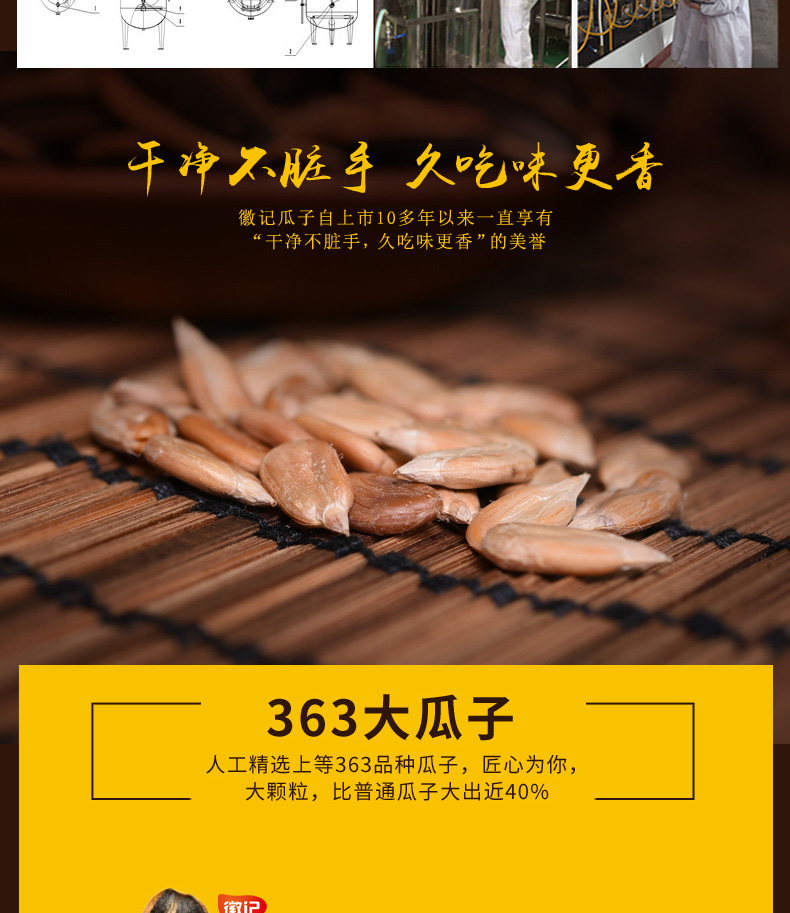 干净不脏手 久吃味更香
徽记瓜子自上市10多年以来一直享有
“干净不脏手，久吃味更香”的美誉
363大瓜子
人工精选上等363品种瓜子，匠心为你，
大颗粒，比普通瓜子大出近40%
徽记